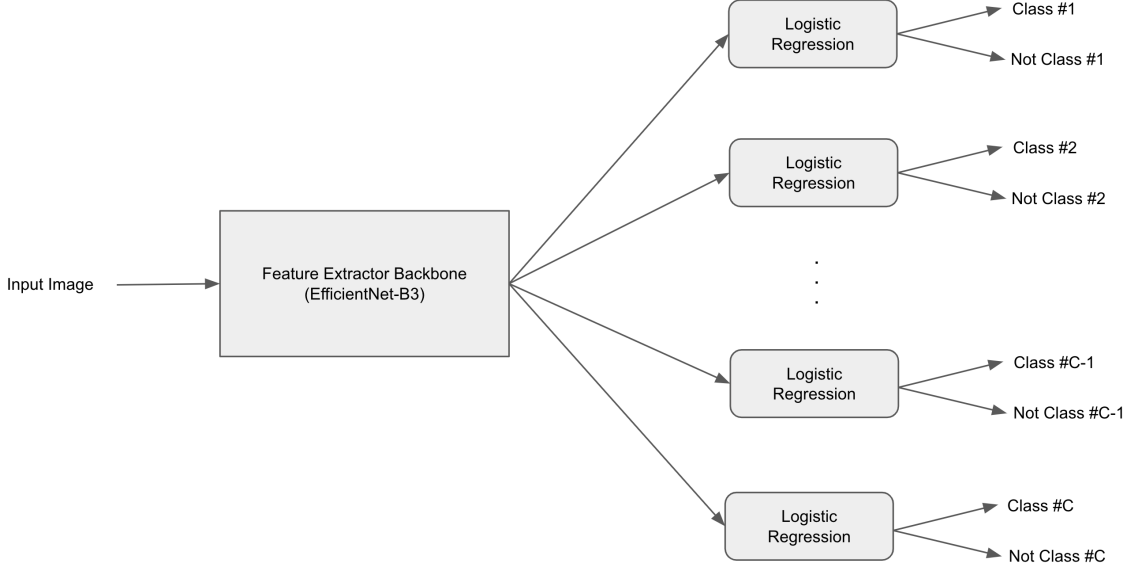 Logistic
Regression
Class #1
Not Class #1
Logistic
Regression
Class #2
Not Class #2
Input Image
Feature Extractor Backbone
(EfficientNet-B3)
.
.
.
Logistic
Regression
Class #C-1
Not Class #C-1
Logistic
Regression
Class #C
Not Class #C